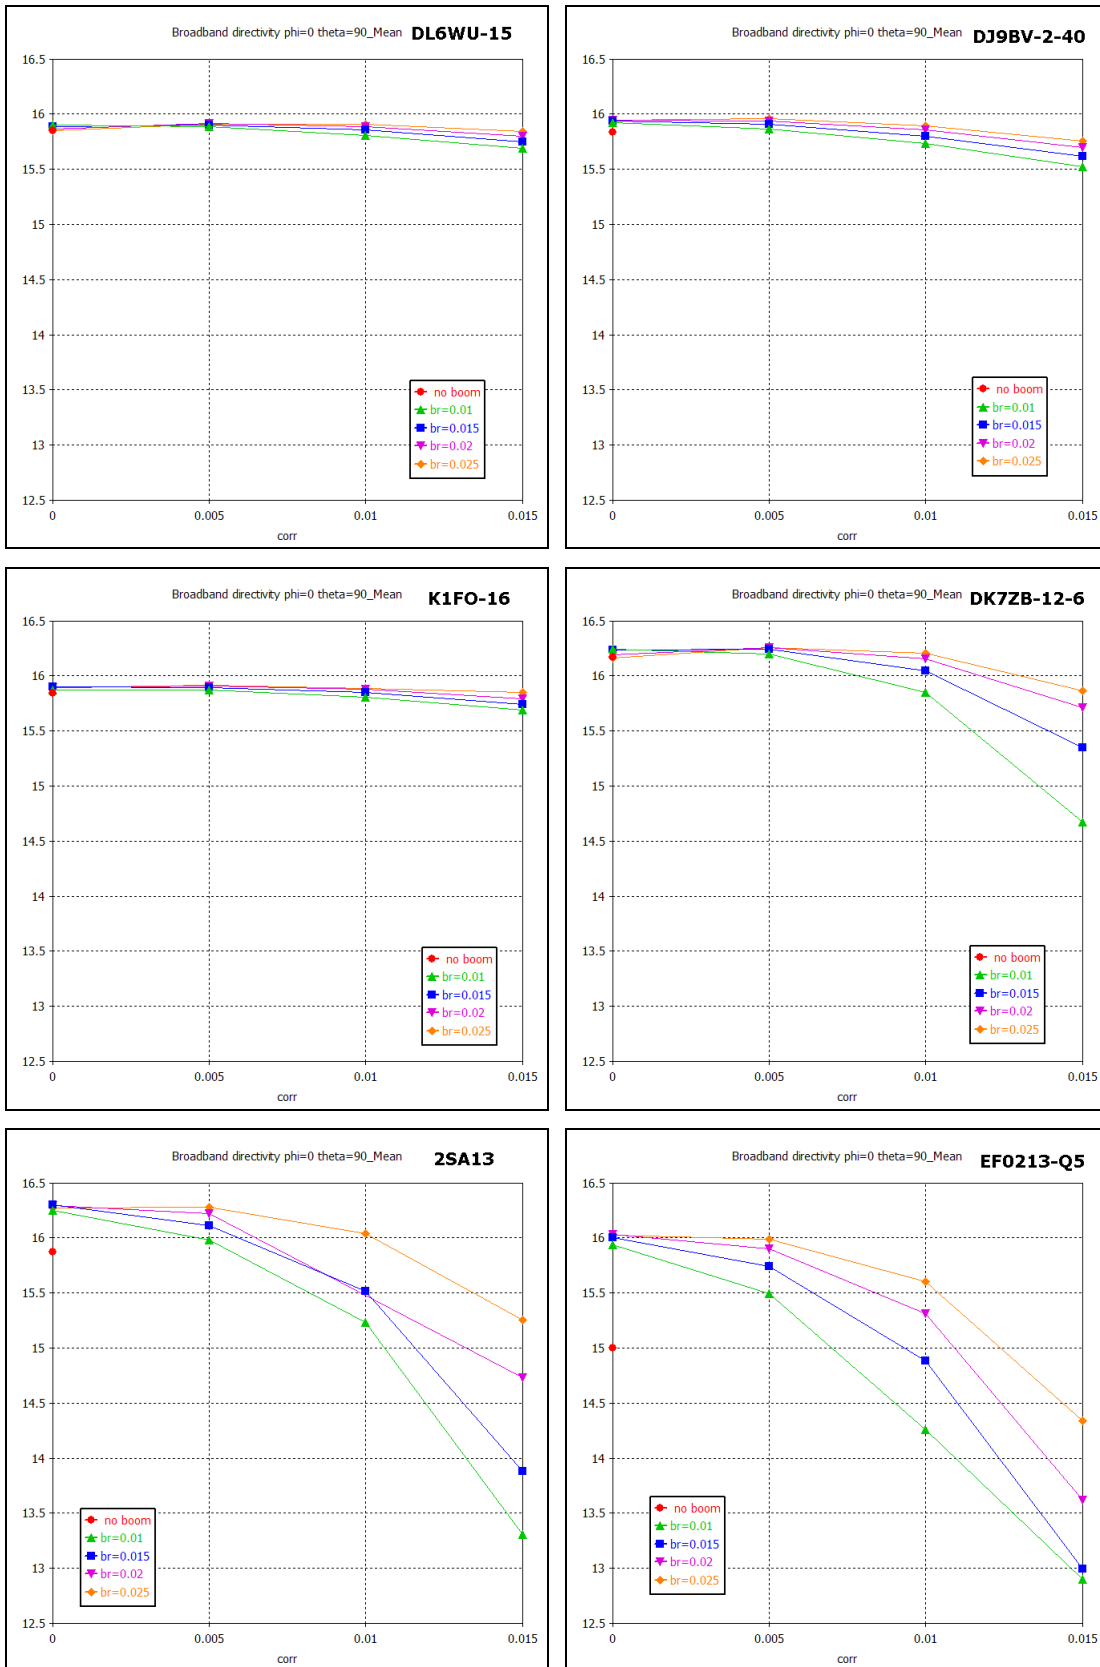 Broadband directivity phi=0 theta=90_Mean DL6WU-15
16.5
16
15.5
15
14.5
14
13.5
13
12.5
0 0.005 0.01 0.015
corr
no boom
br=0.01
br=0.015
br=0.02
br=0.025
Broadband directivity phi=0 theta=90_Mean DJ9BV-2-40
16.5
16
15.5
15
14.5
14
13.5
13
12.5
0 0.005 0.01 0.015
corr
no boom
br=0.01
br=0.015
br=0.02
br=0.025
Broadband directivity phi=0 theta=90_Mean K1FO-16
16.5
16
15.5
15
14.5
14
13.5
13
12.5
0 0.005 0.01 0.015
corr
no boom
br=0.01
br=0.015
br=0.02
br=0.025
Broadband directivity phi=0 theta=90_Mean DK7ZB-12-6
16.5
16
15.5
15
14.5
14
13.5
13
12.5
0 0.005 0.01 0.015
corr
no boom
br=0.01
br=0.015
br=0.02
br=0.025
Broadband directivity phi=0 theta=90_Mean 2SA13
16.5
16
15.5
15
14.5
14
13.5
13
12.5
0 0.005 0.01 0.015
corr
no boom
br=0.01
br=0.015
br=0.02
br=0.025
Broadband directivity phi=0 theta=90_Mean EF0213-Q5
16.5
16
15.5
15
14.5
14
13.5
13
12.5
0 0.005 0.01 0.015
corr
no boom
br=0.01
br=0.015
br=0.02
br=0.025